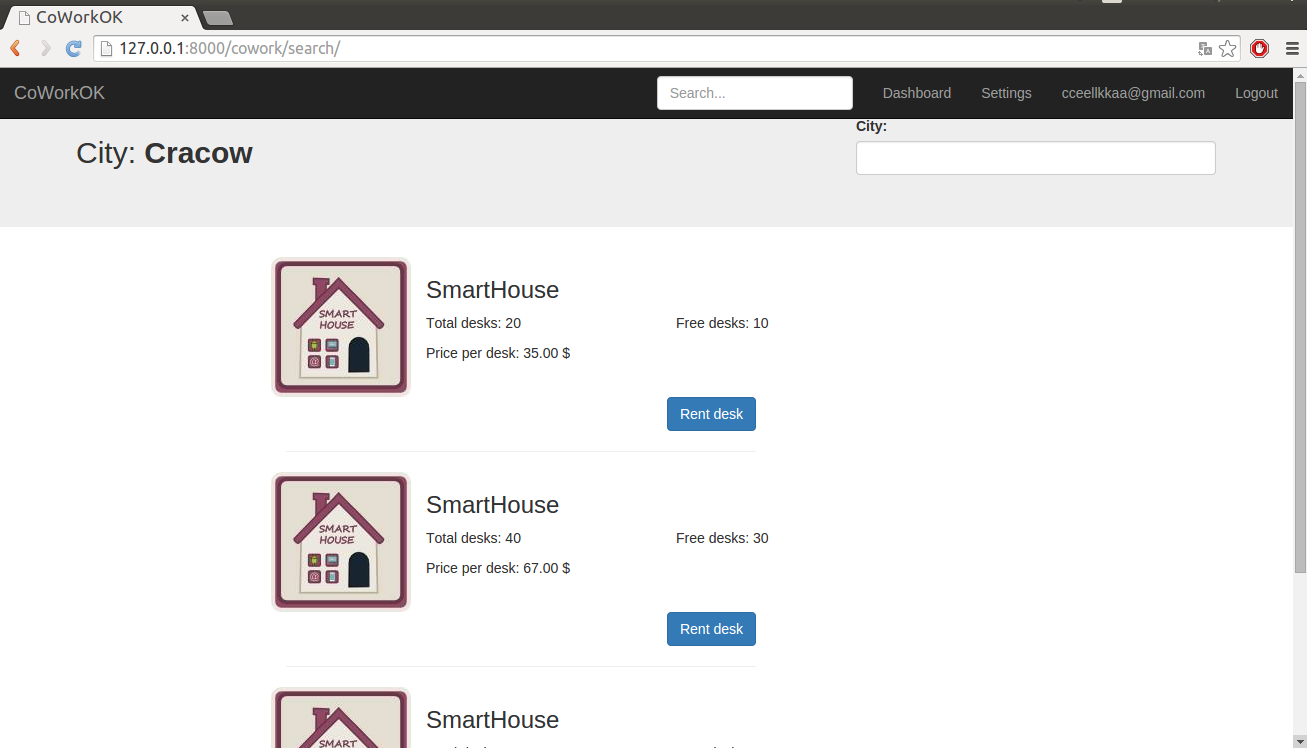 CoWorkOK
127.0.0.1:8000/cowork/search/
CoWorkOK Search... Dashboard Settings cceellkkaa@gmail.com Logout
City: Cracow
City:
SMART
HOUSE
SmartHouse
Total desks: 20 Free desks: 10
Price per desk: 35.00 $
Rent desk
SMART
HOUSE
SmartHouse
Total desks: 40 Free desks: 30
Price per desk: 67.00 $
Rent desk
SMART
SmartHouse